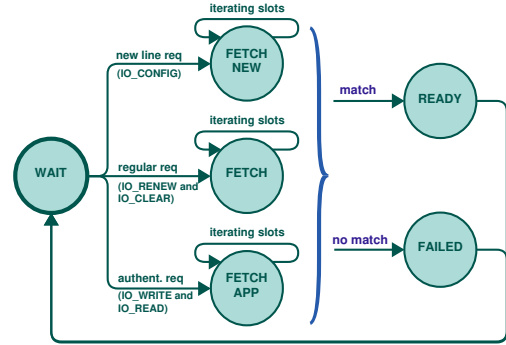 iterating slots
new line req
(IO_CONFIG)
FETCH
NEW
iterating slots
WAIT
regular req
(IO_RENEW and
IO_CLEAR)
FETCH
iterating slots
authent. req
(IO_WRITE and
IO_READ)
FETCH
APP
match
READY
no match
FAILED